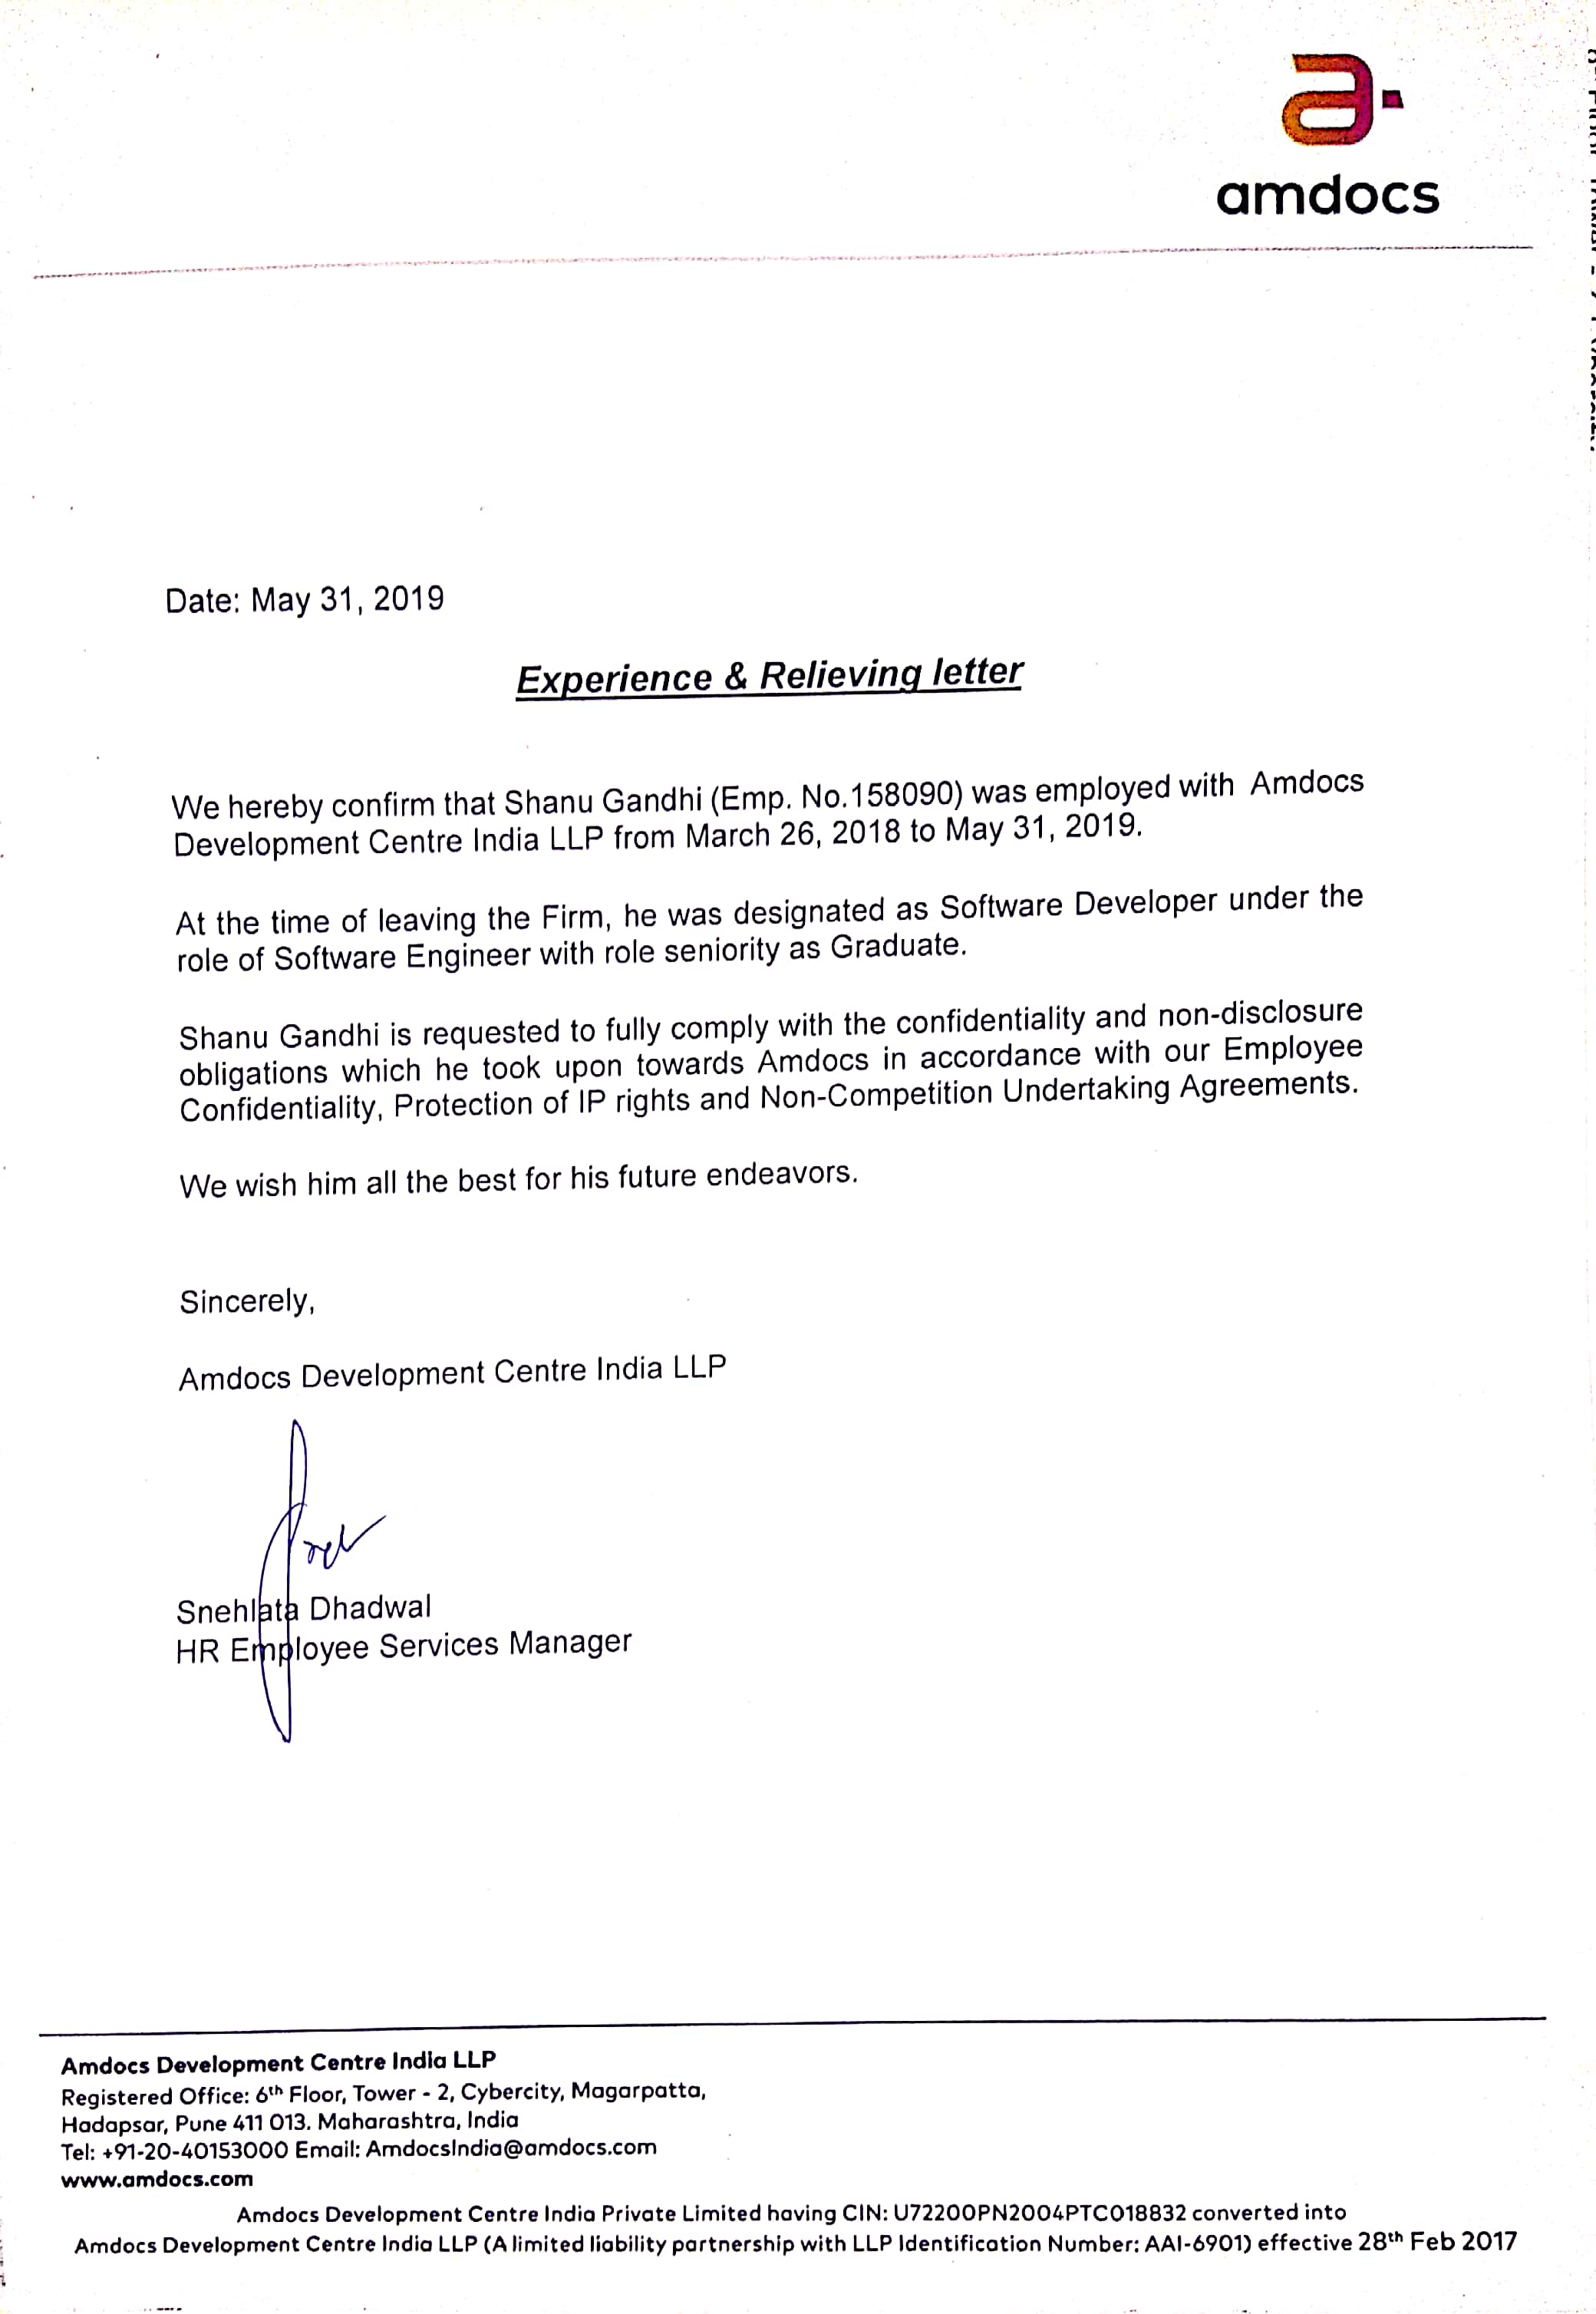 a
amdocs
Date: May 31, 2019
Experience & Relieving letter
We hereby confirm that Shanu Gandhi (Emp. No.158090) was employed with Amdocs
Development Centre India LLP from March 26, 2018 to May 31, 2019.
At the time of leaving the Firm, he was designated as Software Developer under the
role of Software Engineer with role seniority as Graduate.
Shanu Gandhi is requested to fully comply with the confidentiality and non-disclosure
obligations which he took upon towards Amdocs in accordance with our Employee
Confidentiality, Protection of IP rights and Non-Competition Undertaking Agreements.
We wish him all the best for his future endeavors.
Sincerely,
Amdocs Development Centre India LLP
Snehlata Dhadwal
HR Employee Services Manager
Amdocs Development Centre India LLP
Registered Office: 6th Floor, Tower - 2, Cybercity, Magarpatta,
Hadapsar, Pune 411 013. Maharashtra, India
Tel: +91-20-40153000 Email: AmdocsIndia@amdocs.com
www.amdocs.com
Amdocs Development Centre India Private Limited having CIN: U72200PN2004PTC018832 converted into
Amdocs Development Centre India LLP (A limited liability partnership with LLP Identification Number: AAI-6901) effective 28th Feb 2017